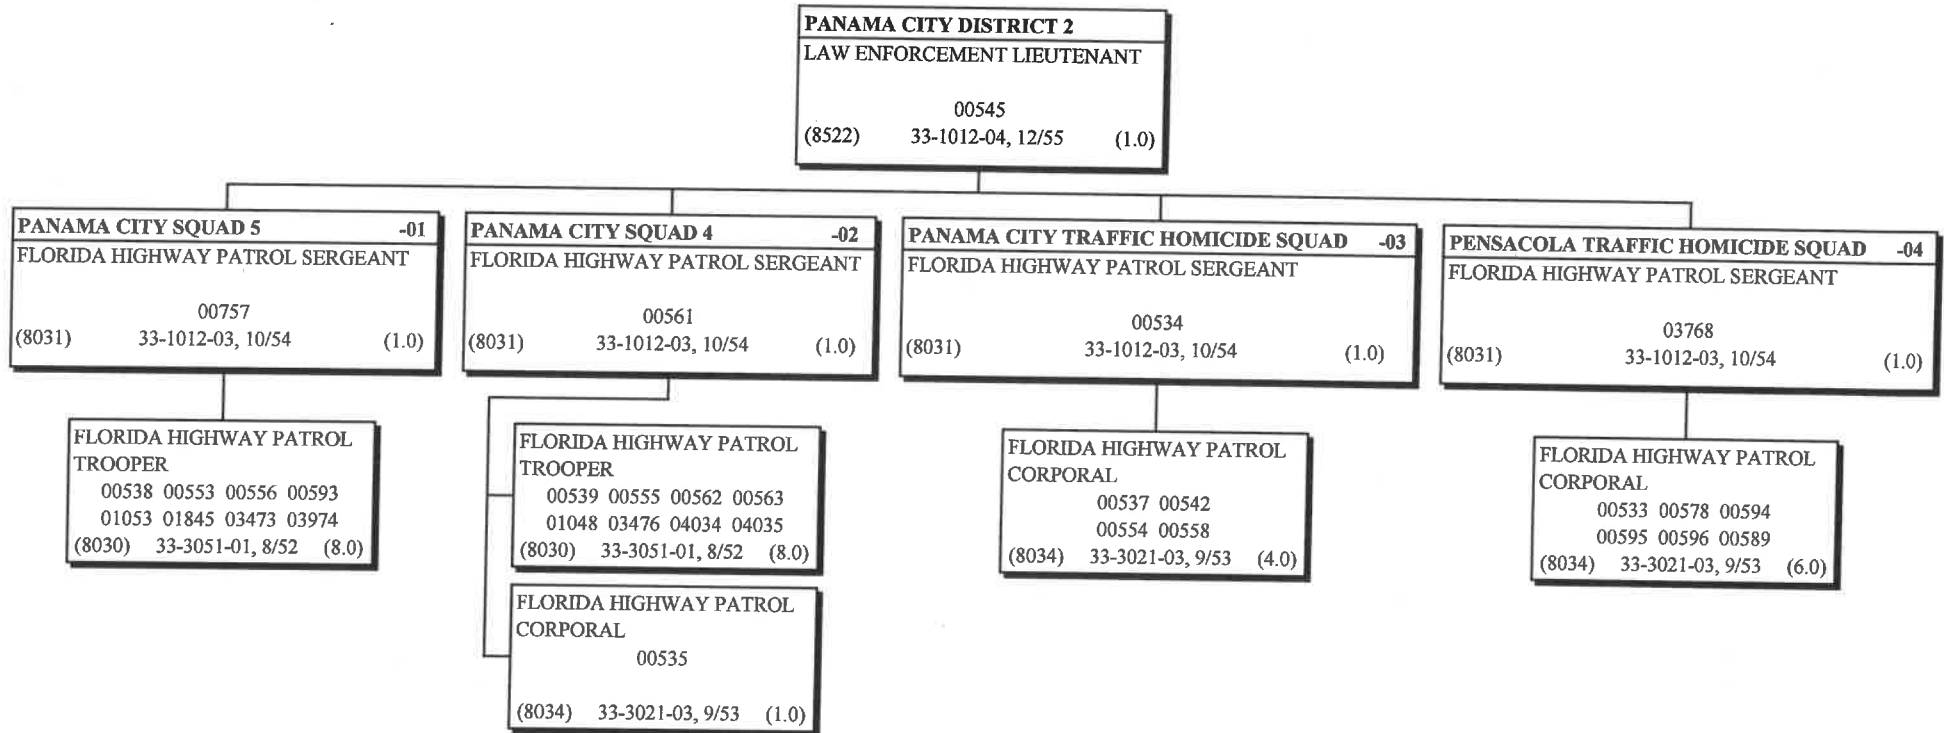 PANAMA CITY DISTRICT 2
LAW ENFORCEMENT LIEUTENANT
00545
(8522) 33-1012-04, 12/55 (1.0)
PANAMA CITY SQUAD 5 -01
FLORIDA HIGHWAY PATROL SERGEANT
00757
(8031) 33-1012-03, 10/54 (1.0)
PANAMA CITY SQUAD 4 -02
FLORIDA HIGHWAY PATROL SERGEANT
00561
(8031) 33-1012-03, 10/54 (1.0)
PANAMA CITY TRAFFIC HOMICIDE SQUAD -03
FLORIDA HIGHWAY PATROL SERGEANT
00534
(8031) 33-1012-03, 10/54 (1.0)
PENSACOLA TRAFFIC HOMICIDE SQUAD -04
FLORIDA HIGHWAY PATROL SERGEANT
03768
(8031) 33-1012-03, 10/54 (1.0)
FLORIDA HIGHWAY PATROL
TROOPER
00538 00553 00556 00593
01053 01845 03473 03974
(8030) 33-3051-01, 8/52 (8.0)
FLORIDA HIGHWAY PATROL
TROOPER
00539 00555 00562 00563
01048 03476 04034 04035
(8030) 33-3051-01, 8/52 (8.0)
FLORIDA HIGHWAY PATROL
CORPORAL
00535
(8034) 33-3021-03, 9/53 (1.0)
FLORIDA HIGHWAY PATROL
CORPORAL
00537 00542
00554 00558
(8034) 33-3021-03, 9/53 (4.0)
FLORIDA HIGHWAY PATROL
CORPORAL
00533 00578 00594
00595 00596 00589
(8034) 33-3021-03, 9/53 (6.0)